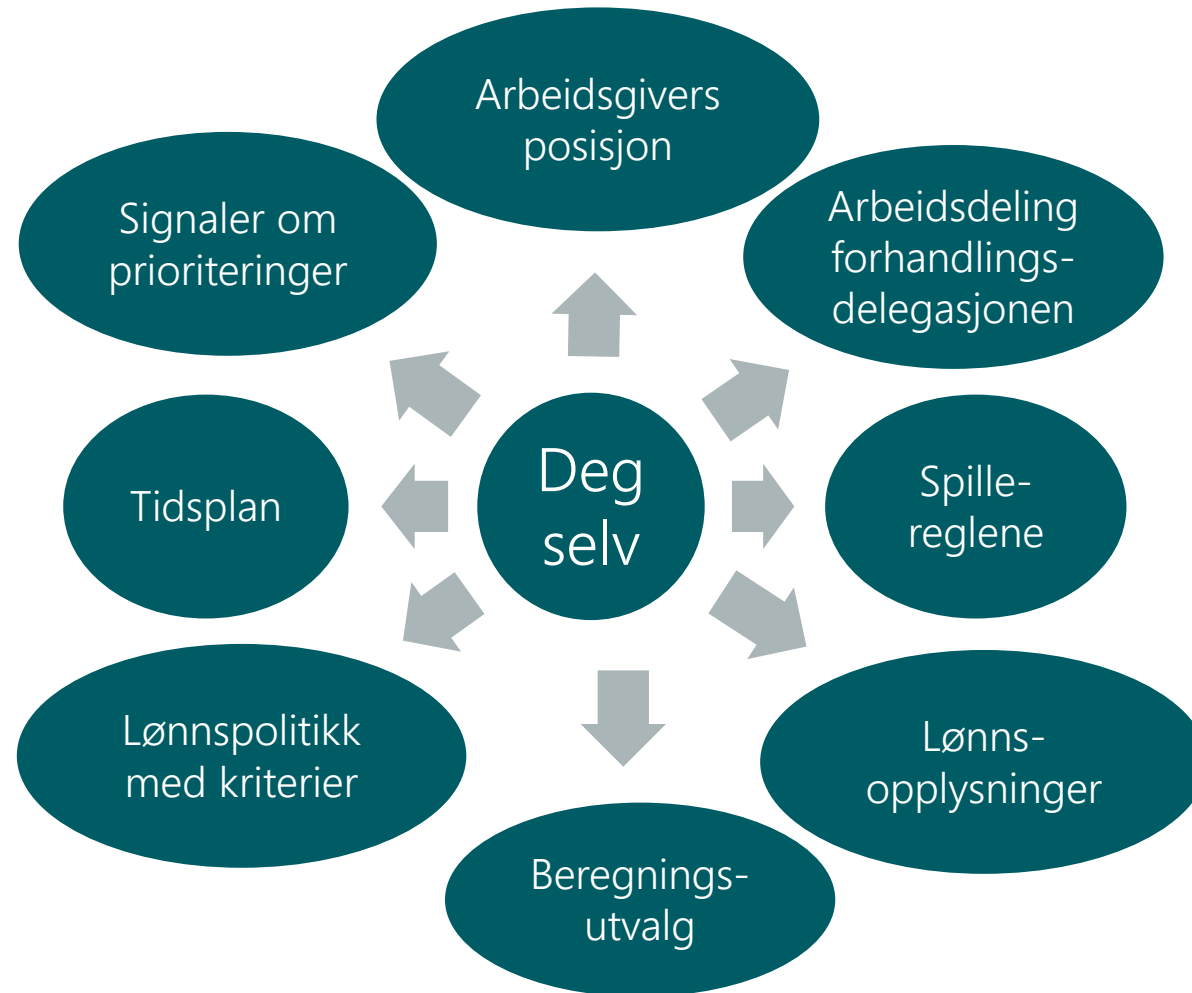 Arbeidsgivers
posisjon
Signaler om
prioriteringer
Arbeidsdeling
forhandlings-
delegasjonen
Deg
selv
Tidsplan
Spille-
reglene
Lønnspolitikk
med kriterier
Lønns-
opplysninger
Beregnings-
utvalg